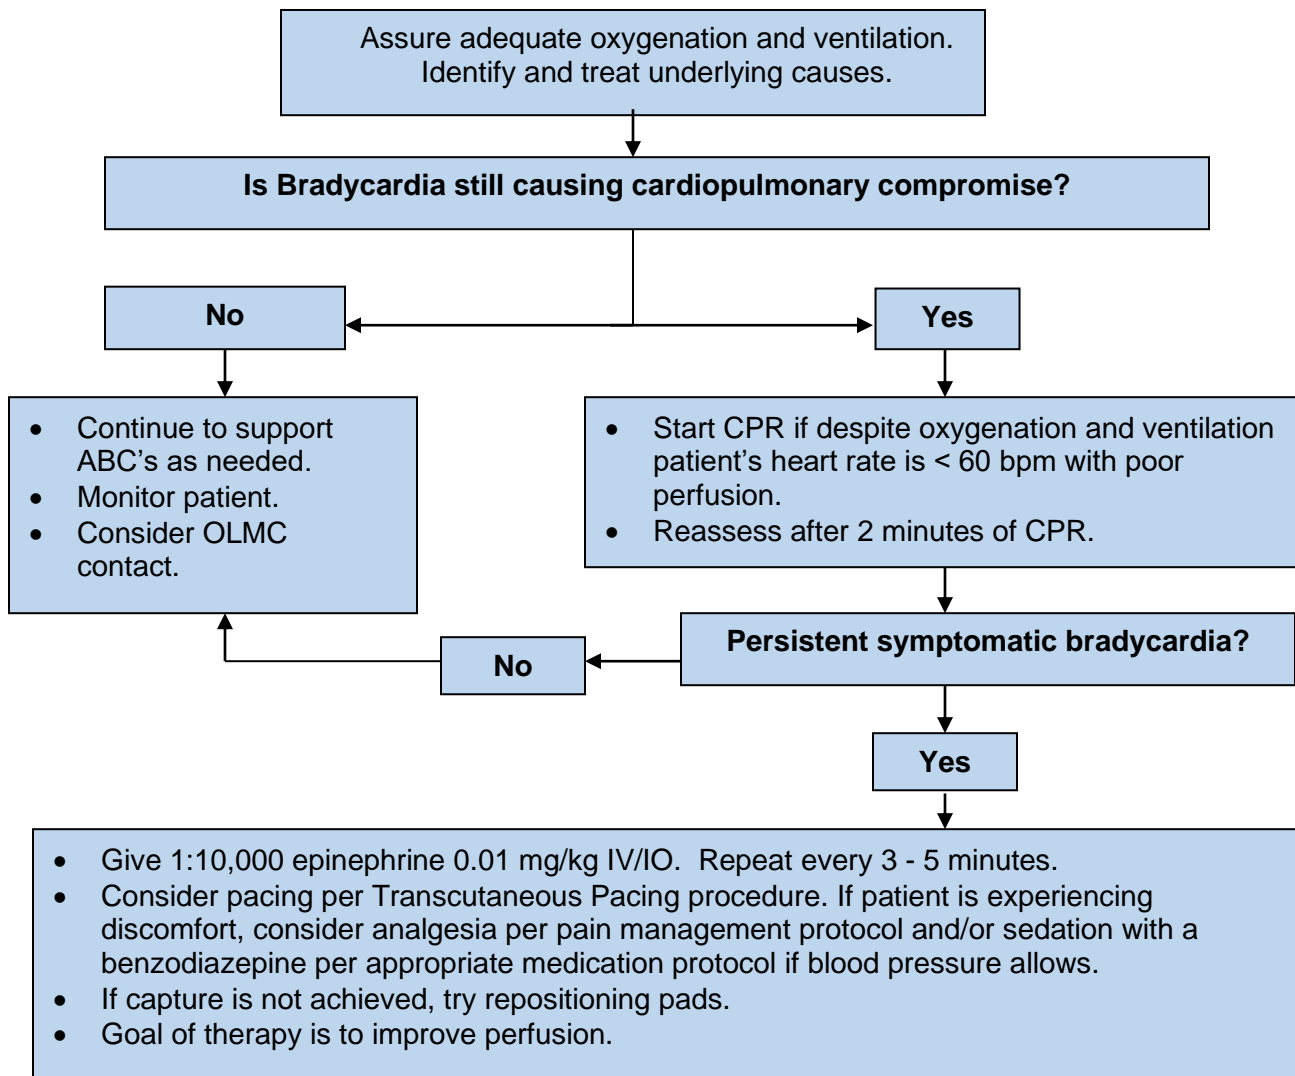 Assure adequate oxygenation and ventilation.
Identify and treat underlying causes.
Is Bradycardia still causing cardiopulmonary compromise?
No
Yes
• Continue to support
ABC's as needed.
• Monitor patient.
• Consider OLMC
contact.
• Start CPR if despite oxygenation and ventilation
patient's heart rate is < 60 bpm with poor
perfusion.
• Reassess after 2 minutes of CPR.
Persistent symptomatic bradycardia?
No
Yes
• Give 1:10,000 epinephrine 0.01 mg/kg IV/IO.  Repeat every 3 - 5 minutes.
• Consider pacing per Transcutaneous Pacing procedure. If patient is experiencing
discomfort, consider analgesia per pain management protocol and/or sedation with a
benzodiazepine per appropriate medication protocol if blood pressure allows.
• If capture is not achieved, try repositioning pads.
• Goal of therapy is to improve perfusion.